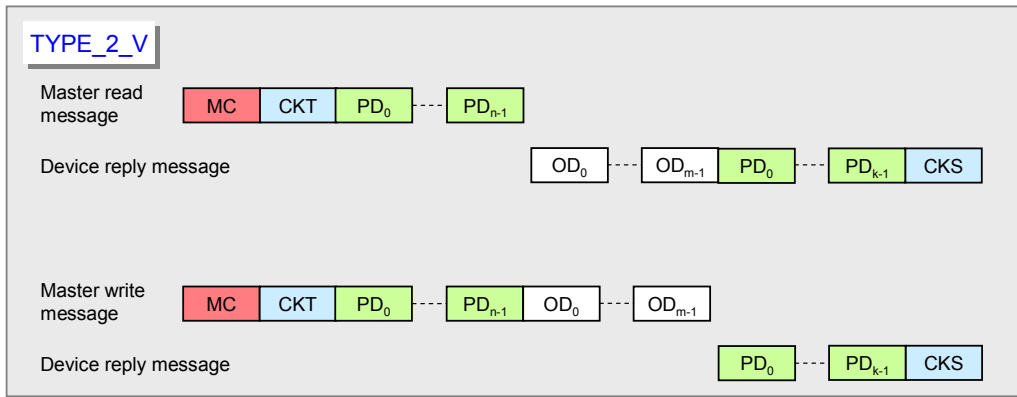 TYPE_2_V
Master read
message
MC CKT PD₀ PDₙ₋₁
Device reply message
OD₀ ODₘ₋₁ PD₀ PDₖ₋₁ CKS
Master write
message
MC CKT PD₀ PDₙ₋₁ OD₀ ODₘ₋₁
Device reply message
PD₀ PDₖ₋₁ CKS